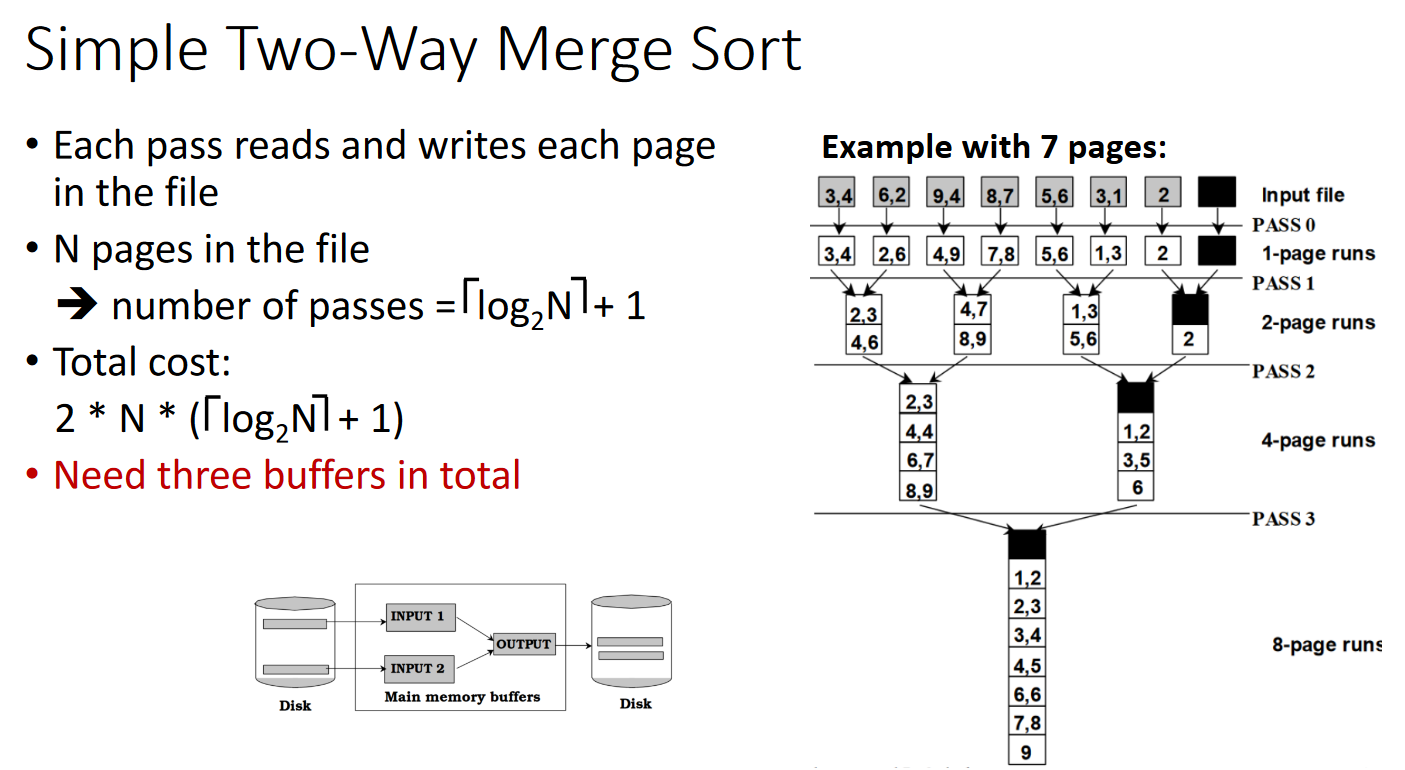 Simple Two-Way Merge Sort
• Each pass reads and writes each page
in the file
• N pages in the file
➔ number of passes =⌈log₂N⌉+ 1
• Total cost:
2 * N * (⌈log₂N⌉+ 1)
• Need three buffers in total
Example with 7 pages:
3,4 6,2 9,4 8,7 5,6 3,1 2 Input file
PASS 0
3,4 2,6 4,9 7,8 5,6 1,3 2 1-page runs
PASS 1
2,3 4,7 1,3
4,6 8,9 5,6 2
2-page runs
PASS 2
2,3
4,4 1,2
6,7 3,5
8,9 6
4-page runs
PASS 3
1,2
2,3
3,4
4,5
6,6
7,8
9
8-page runs
INPUT 1
INPUT 2
OUTPUT
Main memory buffers
Disk
Disk